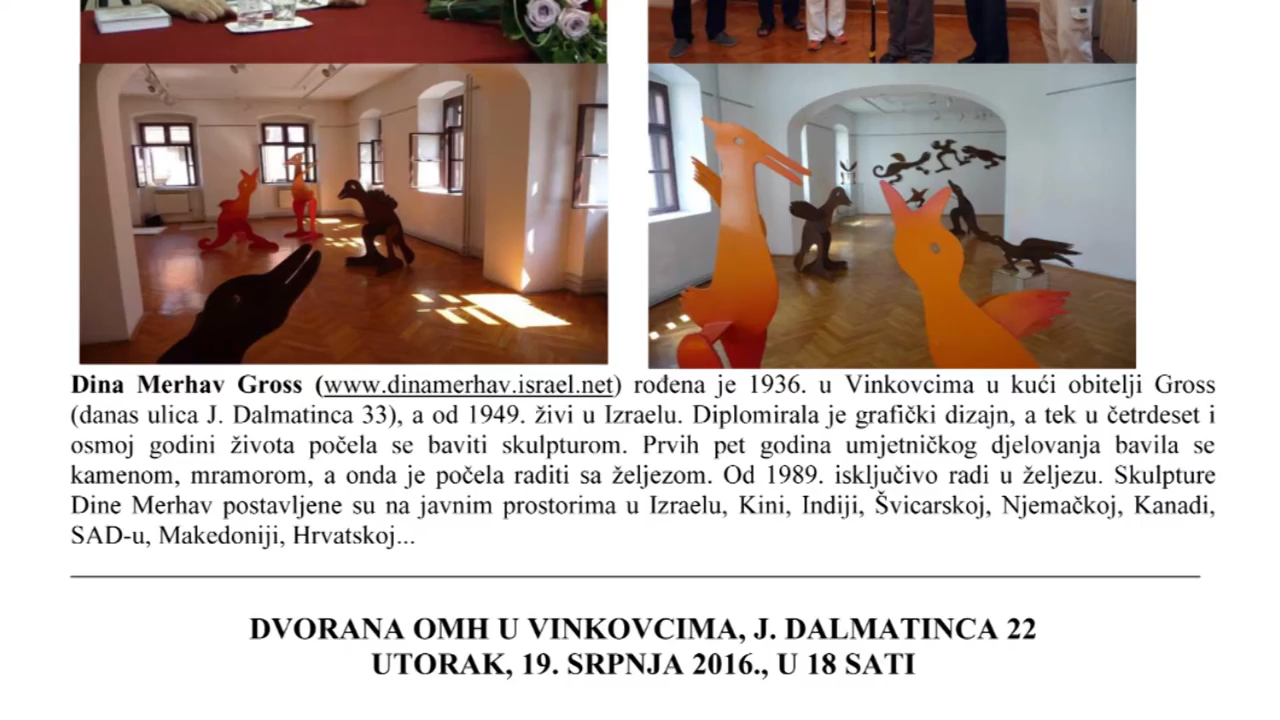 Dina Merhav Gross (www.dinamerhav.israel.net) rođena je 1936. u Vinkovcima u kući obitelji Gross
(danas ulica J. Dalmatinca 33), a od 1949. živi u Izraelu. Diplomirala je grafički dizajn, a tek u četrdeset i
osmoj godini života počela se baviti skulpturom. Prvih pet godina umjetničkog djelovanja bavila se
kamenom, mramorom, a onda je počela raditi sa željezom. Od 1989. isključivo radi u željezu. Skulpture
Dine Merhav postavljene su na javnim prostorima u Izraelu, Kini, Indiji, Švicarskoj, Njemačkoj, Kanadi,
SAD-u, Makedoniji, Hrvatskoj...
DVORANA OMH U VINKOVCIMA, J. DALMATINCA 22
UTORAK, 19. SRPNJA 2016., U 18 SATI